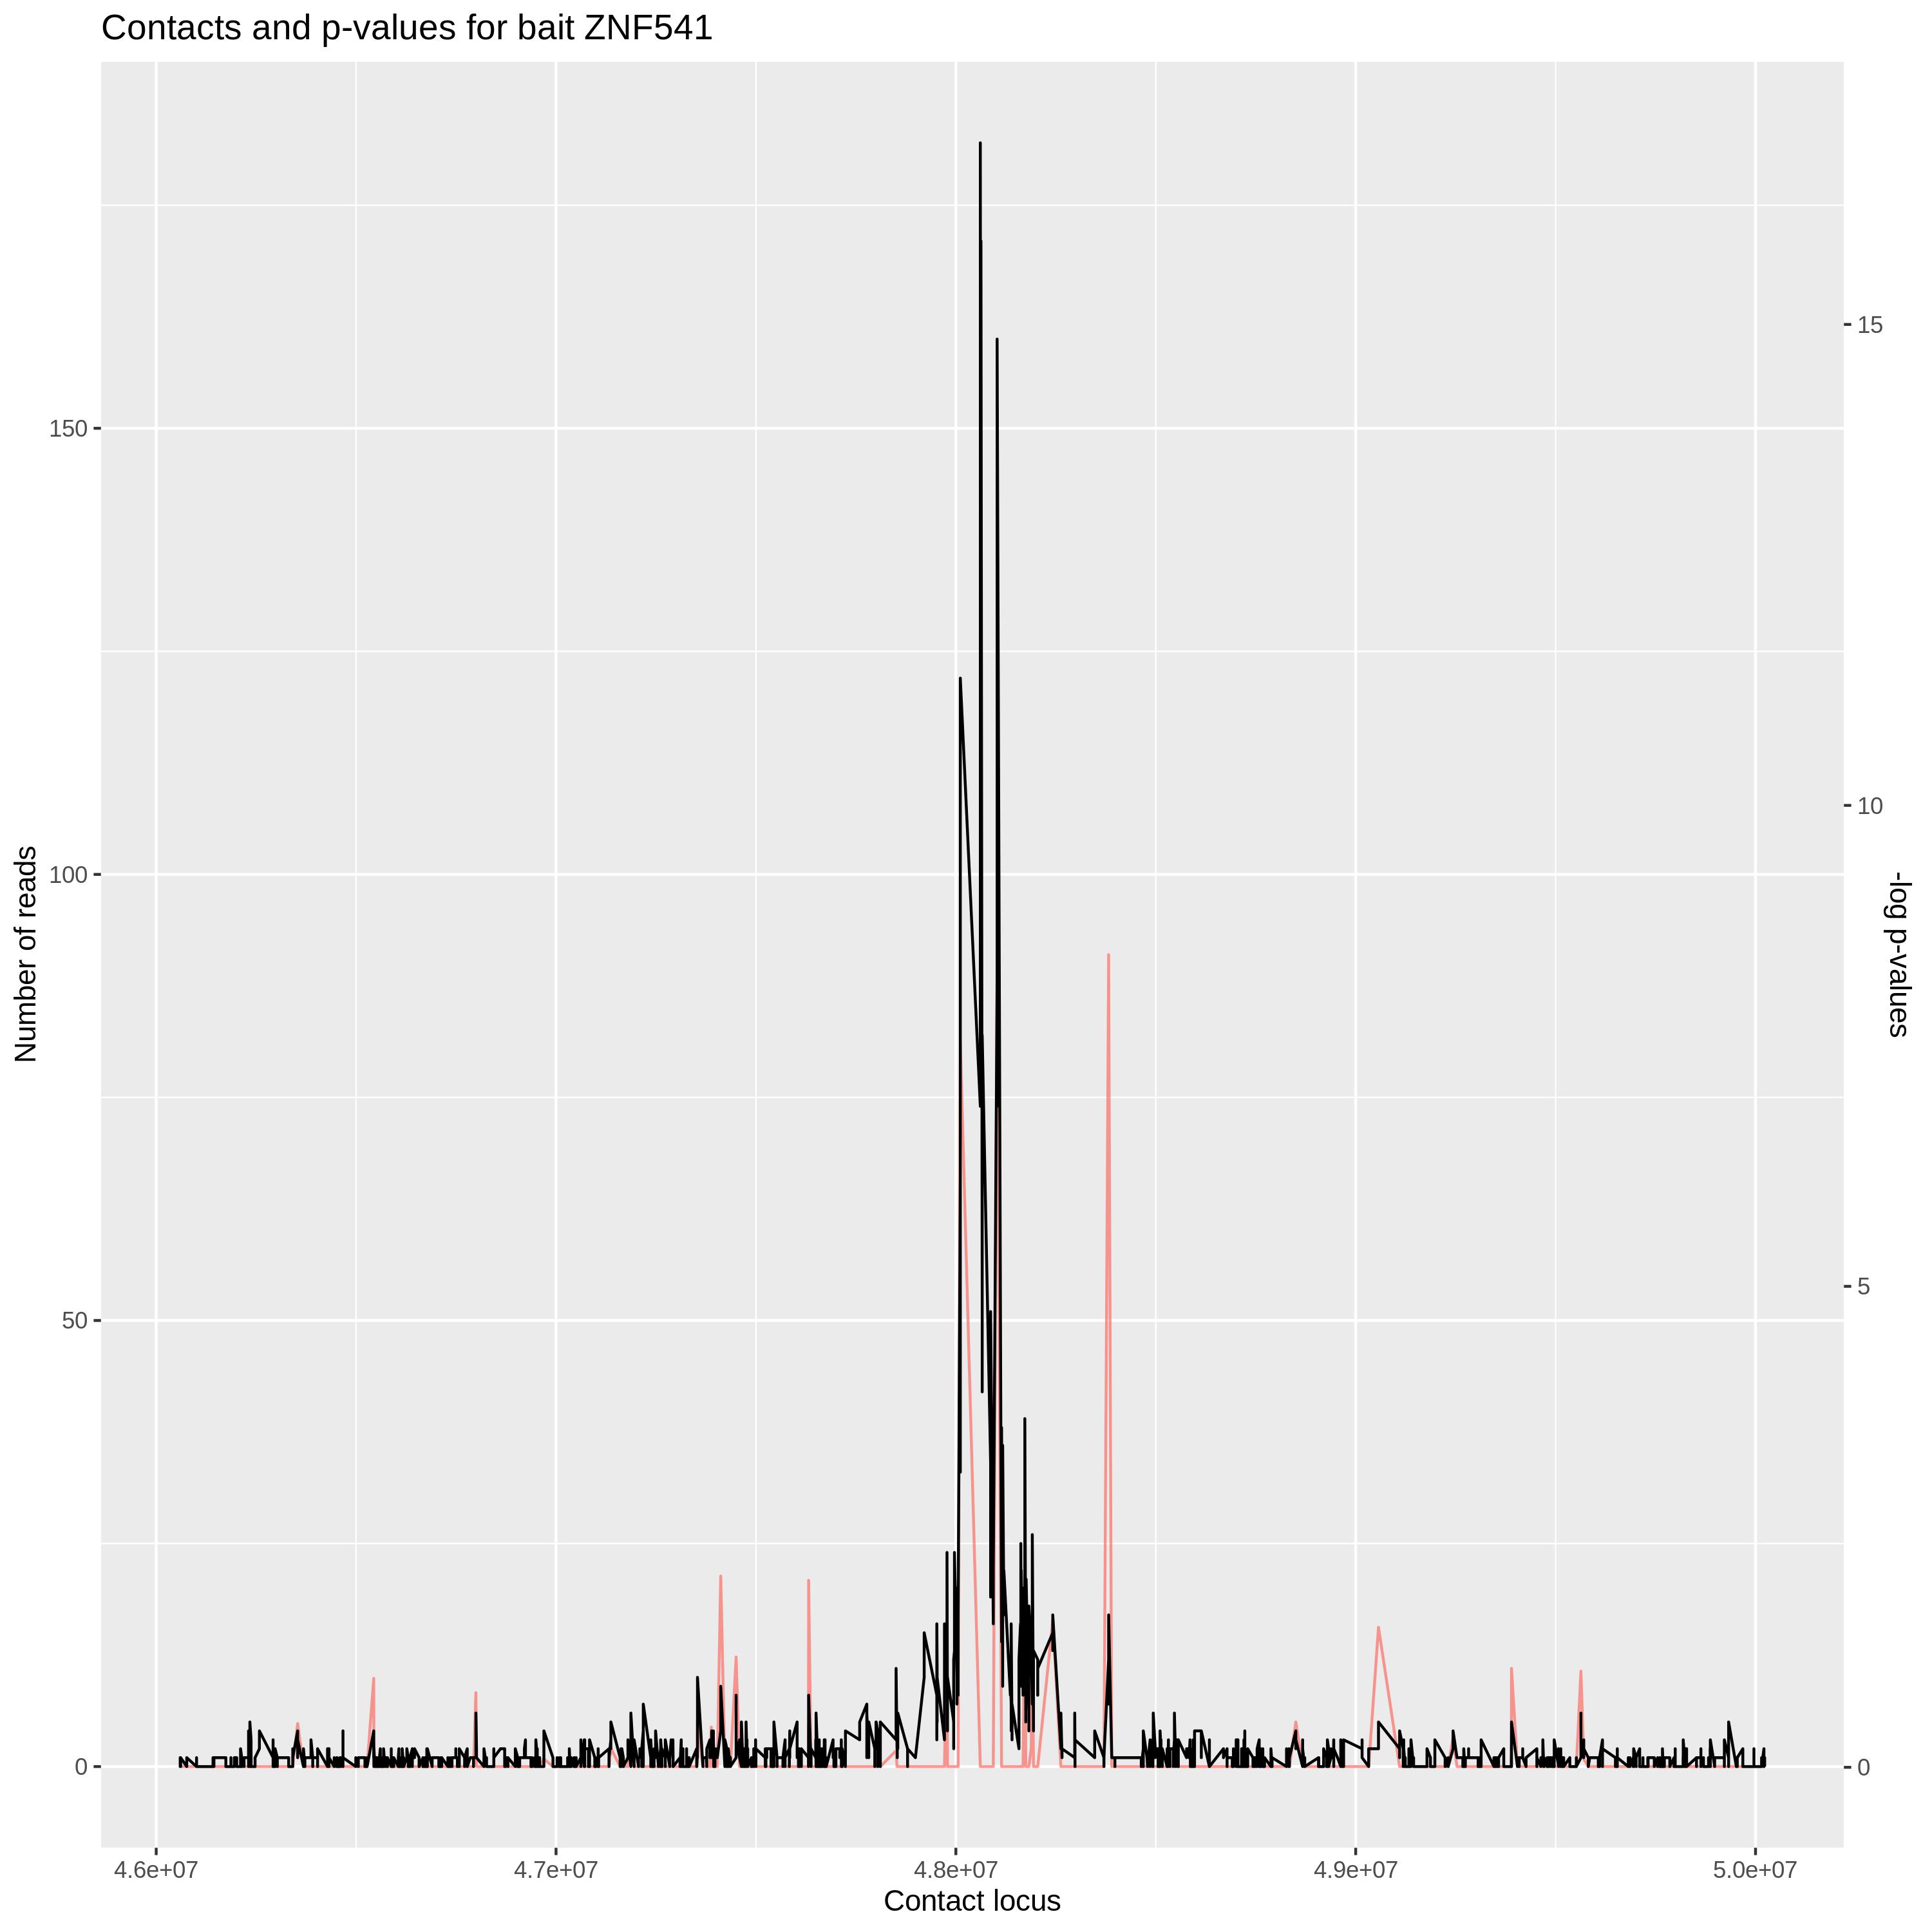 Contacts and p-values for bait ZNF541
Number of reads
150
100
50
0
15
10
5
0
-log p-values
4.6e+07 4.7e+07 4.8e+07 4.9e+07 5.0e+07
Contact locus